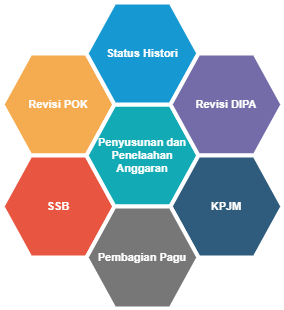 Status Histori
Revisi POK
Revisi DIPA
Penyusunan dan
Penelaahan
Anggaran
SSB
KPJM
Pembagian Pagu